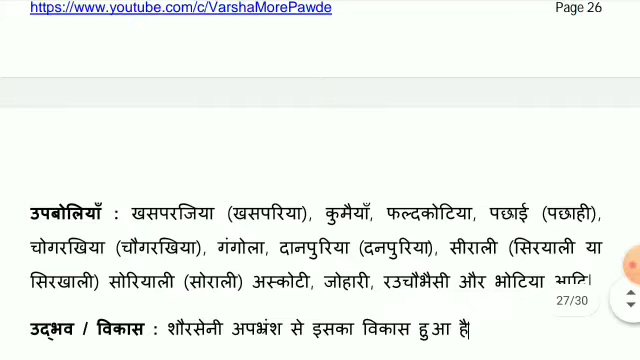 https://www.youtube.com/c/VarshaMorePawde Page 26
उपबोलियाँ : खसपरजिया (खसपरिया), कुमैयाँ, फल्दकोटिया, पछाई (पछाही),
चोगरखिया (चौगरखिया), गंगोला, दानपुरिया (दनपुरिया), सीराली (सिरयाली या
सिरखाली) सोरियाली (सोराली) अस्कोटी, जोहारी, रउचौभैसी और भोटिया आदि
27/30
उद्भव / विकास : शौरसेनी अपभ्रंश से इसका विकास हुआ है